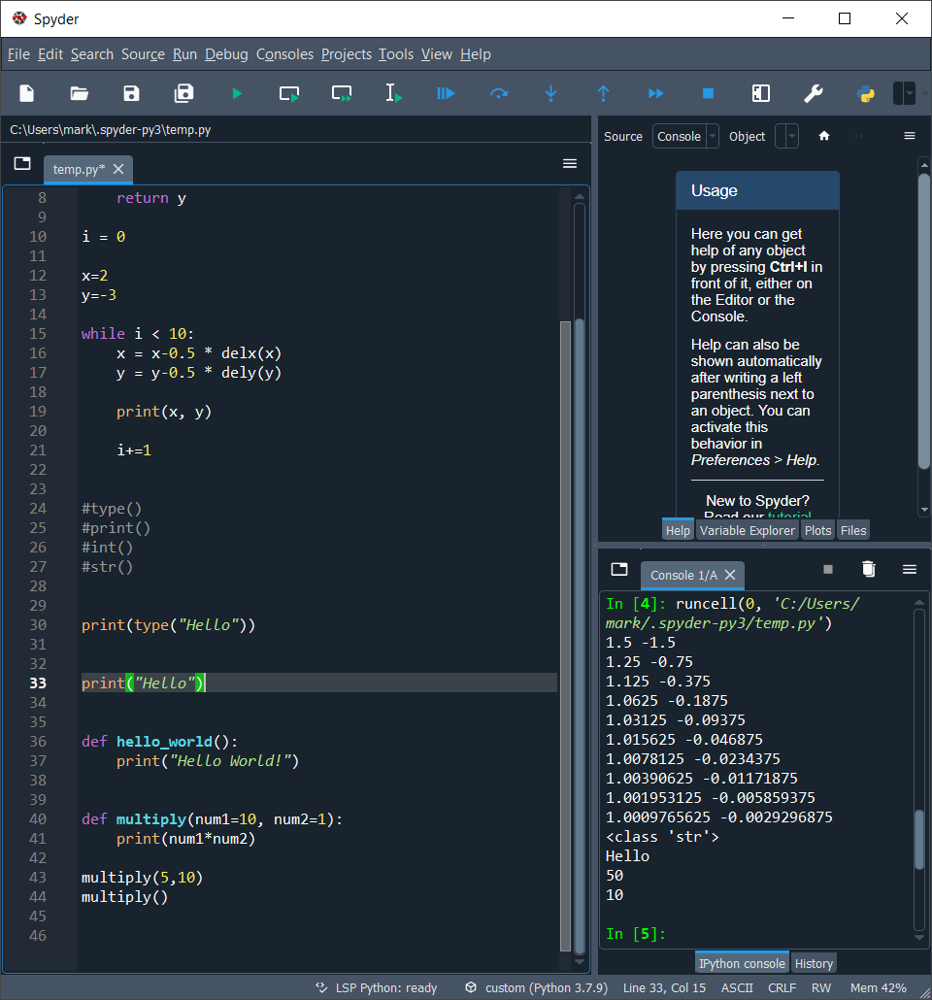 Spyder
File Edit Search Source Run Debug Consoles Projects Tools View Help
C:\Users\mark\.spyder-py3\temp.py
temp.py*
8     return y
9
10 i = 0
11
12 x=2
13 y=-3
14
15 while i < 10:
16     x = x-0.5 * delx(x)
17     y = y-0.5 * dely(y)
18
19     print(x, y)
20
21     i+=1
22
23
24 #type()
25 #print()
26 #int()
27 #str()
28
29
30 print(type("Hello"))
31
32
33 print("Hello")
34
35
36 def hello_world():
37     print("Hello World!")
38
39
40 def multiply(num1=10, num2=1):
41     print(num1*num2)
42
43 multiply(5,10)
44 multiply()
45
46
Source Console Object
Usage
Here you can get
help of any object
by pressing Ctrl+I in
front of it, either on
the Editor or the
Console.
Help can also be
shown automatically
after writing a left
parenthesis next to
an object. You can
activate this
behavior in
Preferences > Help.
New to Spyder?
Read our tutorial
Help Variable Explorer Plots Files
Console 1/A
In [4]: runcell(0, 'C:/Users/
mark/.spyder-py3/temp.py')
1.5 -1.5
1.25 -0.75
1.125 -0.375
1.0625 -0.1875
1.03125 -0.09375
1.015625 -0.046875
1.0078125 -0.0234375
1.00390625 -0.01171875
1.001953125 -0.005859375
1.0009765625 -0.0029296875
<class 'str'>
Hello
50
10
In [5]:
IPython console History
LSP Python: ready custom (Python 3.7.9) Line 33, Col 15 ASCII CRLF RW Mem 42%